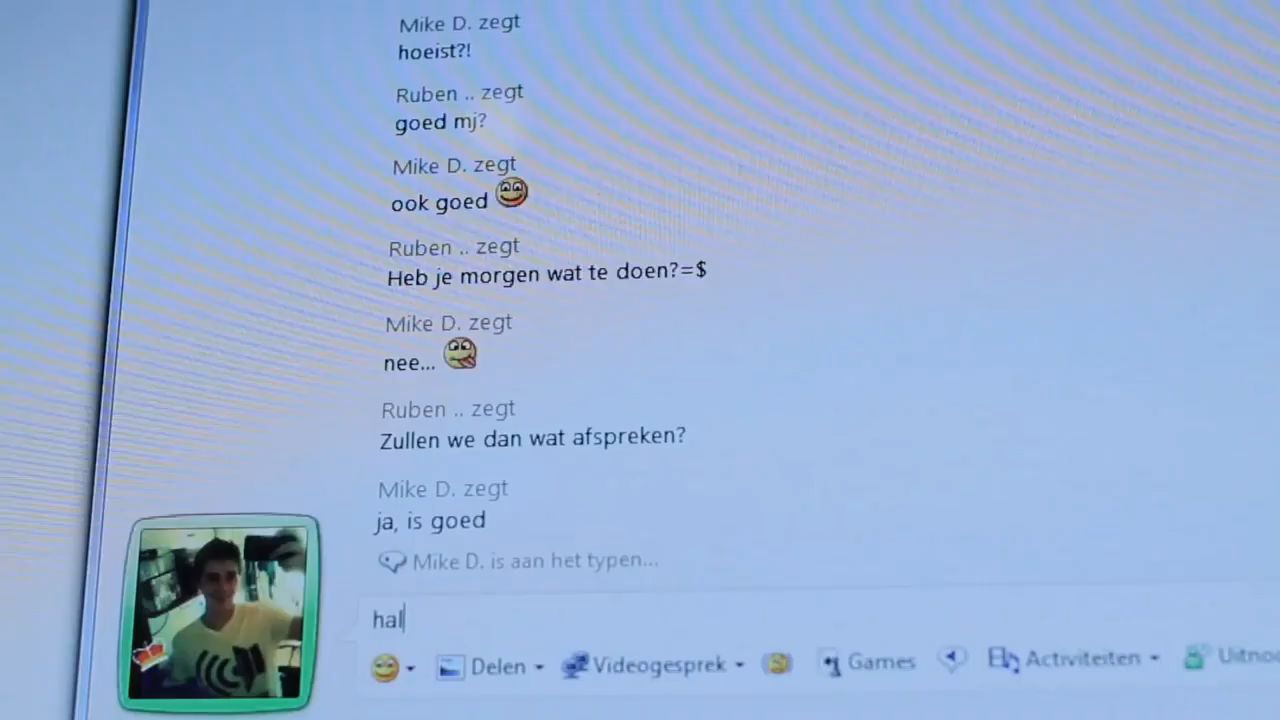 Mike D. zegt
hoeist?!
Ruben .. zegt
goed mj?
Mike D. zegt
ook goed
Ruben .. zegt
Heb je morgen wat te doen?=$
Mike D. zegt
nee...
Ruben .. zegt
Zullen we dan wat afspreken?
Mike D. zegt
ja, is goed
Mike D. is aan het typen...
hal
Delen Videogesprek Games Activiteiten